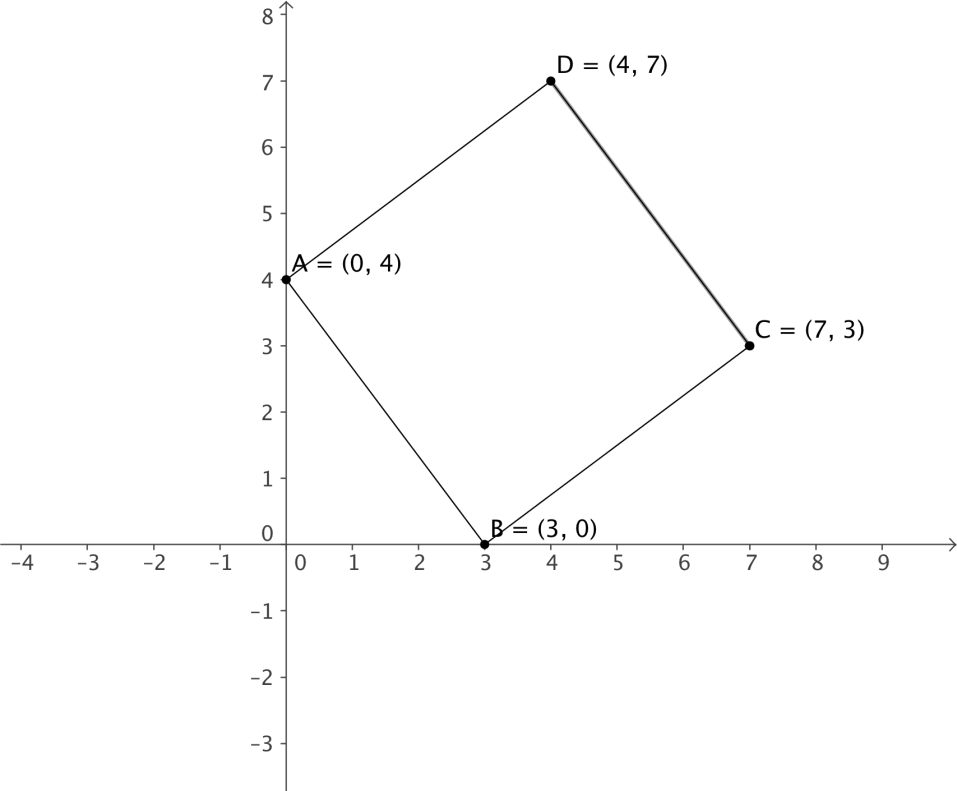 8
D = (4, 7)
7
6
5
A = (0, 4)
4
C = (7, 3)
3
2
1
B = (3, 0)
0
–4 –3 –2 –1 0 1 2 3 4 5 6 7 8 9
–1
–2
–3